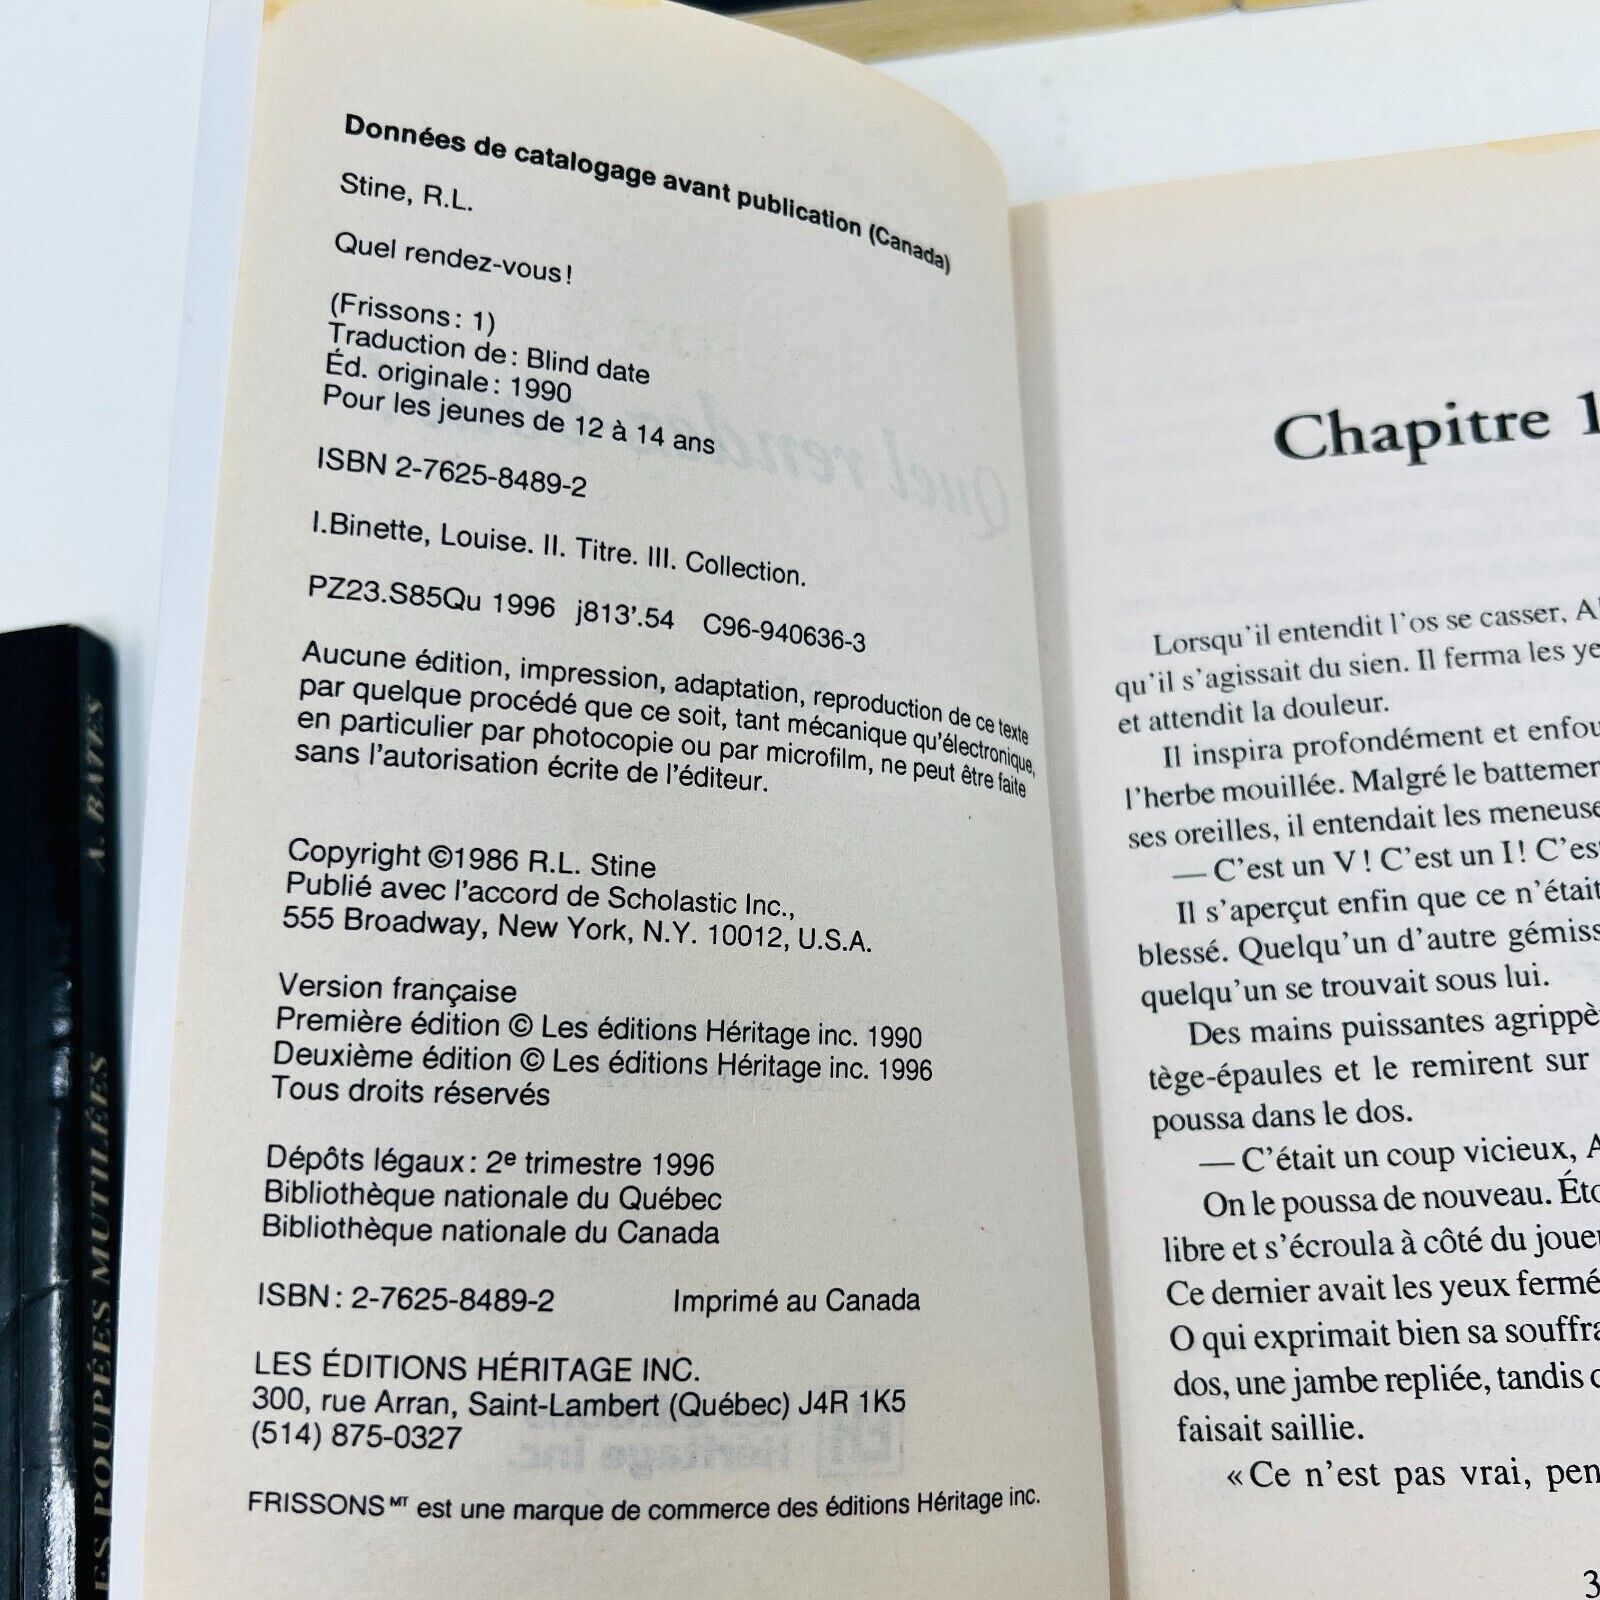 Données de catalogage avant publication (Canada)
Stine, R.L.
Quel rendez-vous!
(Frissons : 1)
Traduction de : Blind date
Éd. originale : 1990
Pour les jeunes de 12 à 14 ans
ISBN 2-7625-8489-2
I.Binette, Louise. II. Titre. III. Collection.
PZ23.S85Qu 1996 j813'.54 C96-940636-3
Aucune édition, impression, adaptation, reproduction de ce texte
par quelque procédé que ce soit, tant mécanique qu'électronique,
en particulier par photocopie ou par microfilm, ne peut être faite
sans l'autorisation écrite de l'éditeur.
Copyright ©1986 R.L. Stine
Publié avec l'accord de Scholastic Inc.,
555 Broadway, New York, N.Y. 10012, U.S.A.
Version française
Première édition © Les éditions Héritage inc. 1990
Deuxième édition © Les éditions Héritage inc. 1996
Tous droits réservés
Dépôts légaux : 2e trimestre 1996
Bibliothèque nationale du Québec
Bibliothèque nationale du Canada
ISBN : 2-7625-8489-2 Imprimé au Canada
LES ÉDITIONS HÉRITAGE INC.
300, rue Arran, Saint-Lambert (Québec) J4R 1K5
(514) 875-0327
FRISSONS MT est une marque de commerce des éditions Héritage inc.
Chapitre 1
Lorsqu'il entendit l'os se casser, A
qu'il s'agissait du sien. Il ferma les ye
et attendit la douleur.
Il inspira profondément et enfou
l'herbe mouillée. Malgré le battemen
ses oreilles, il entendait les meneuse
— C'est un V ! C'est un I ! C'es
Il s'aperçut enfin que ce n'était
blessé. Quelqu'un d'autre gémiss
quelqu'un se trouvait sous lui.
Des mains puissantes agrippè
tège-épaules et le remirent sur
poussa dans le dos.
— C'était un coup vicieux, A
On le poussa de nouveau. Éto
libre et s'écroula à côté du joue
Ce dernier avait les yeux fermé
O qui exprimait bien sa souffra
dos, une jambe repliée, tandis
faisait saillie.
« Ce n'est pas vrai, pen
3
A. BATES
ES POUPÉES MUTILÉES